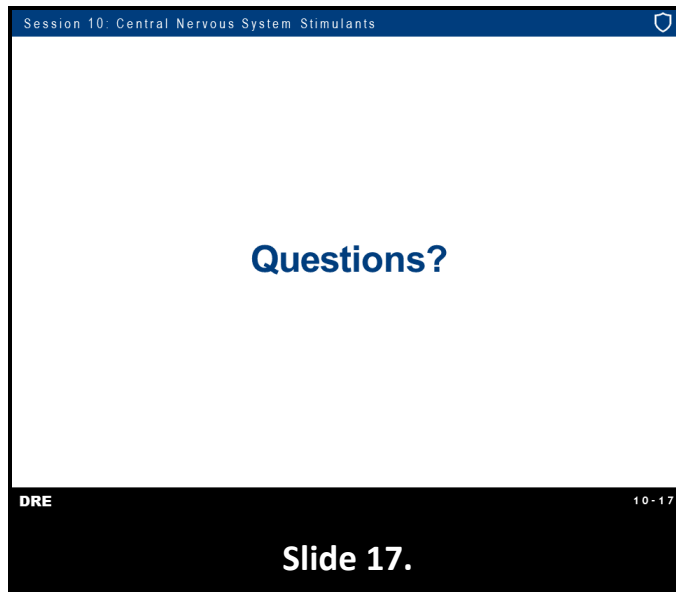 Session 10: Central Nervous System Stimulants
Questions?
DRE
10-17
Slide 17.